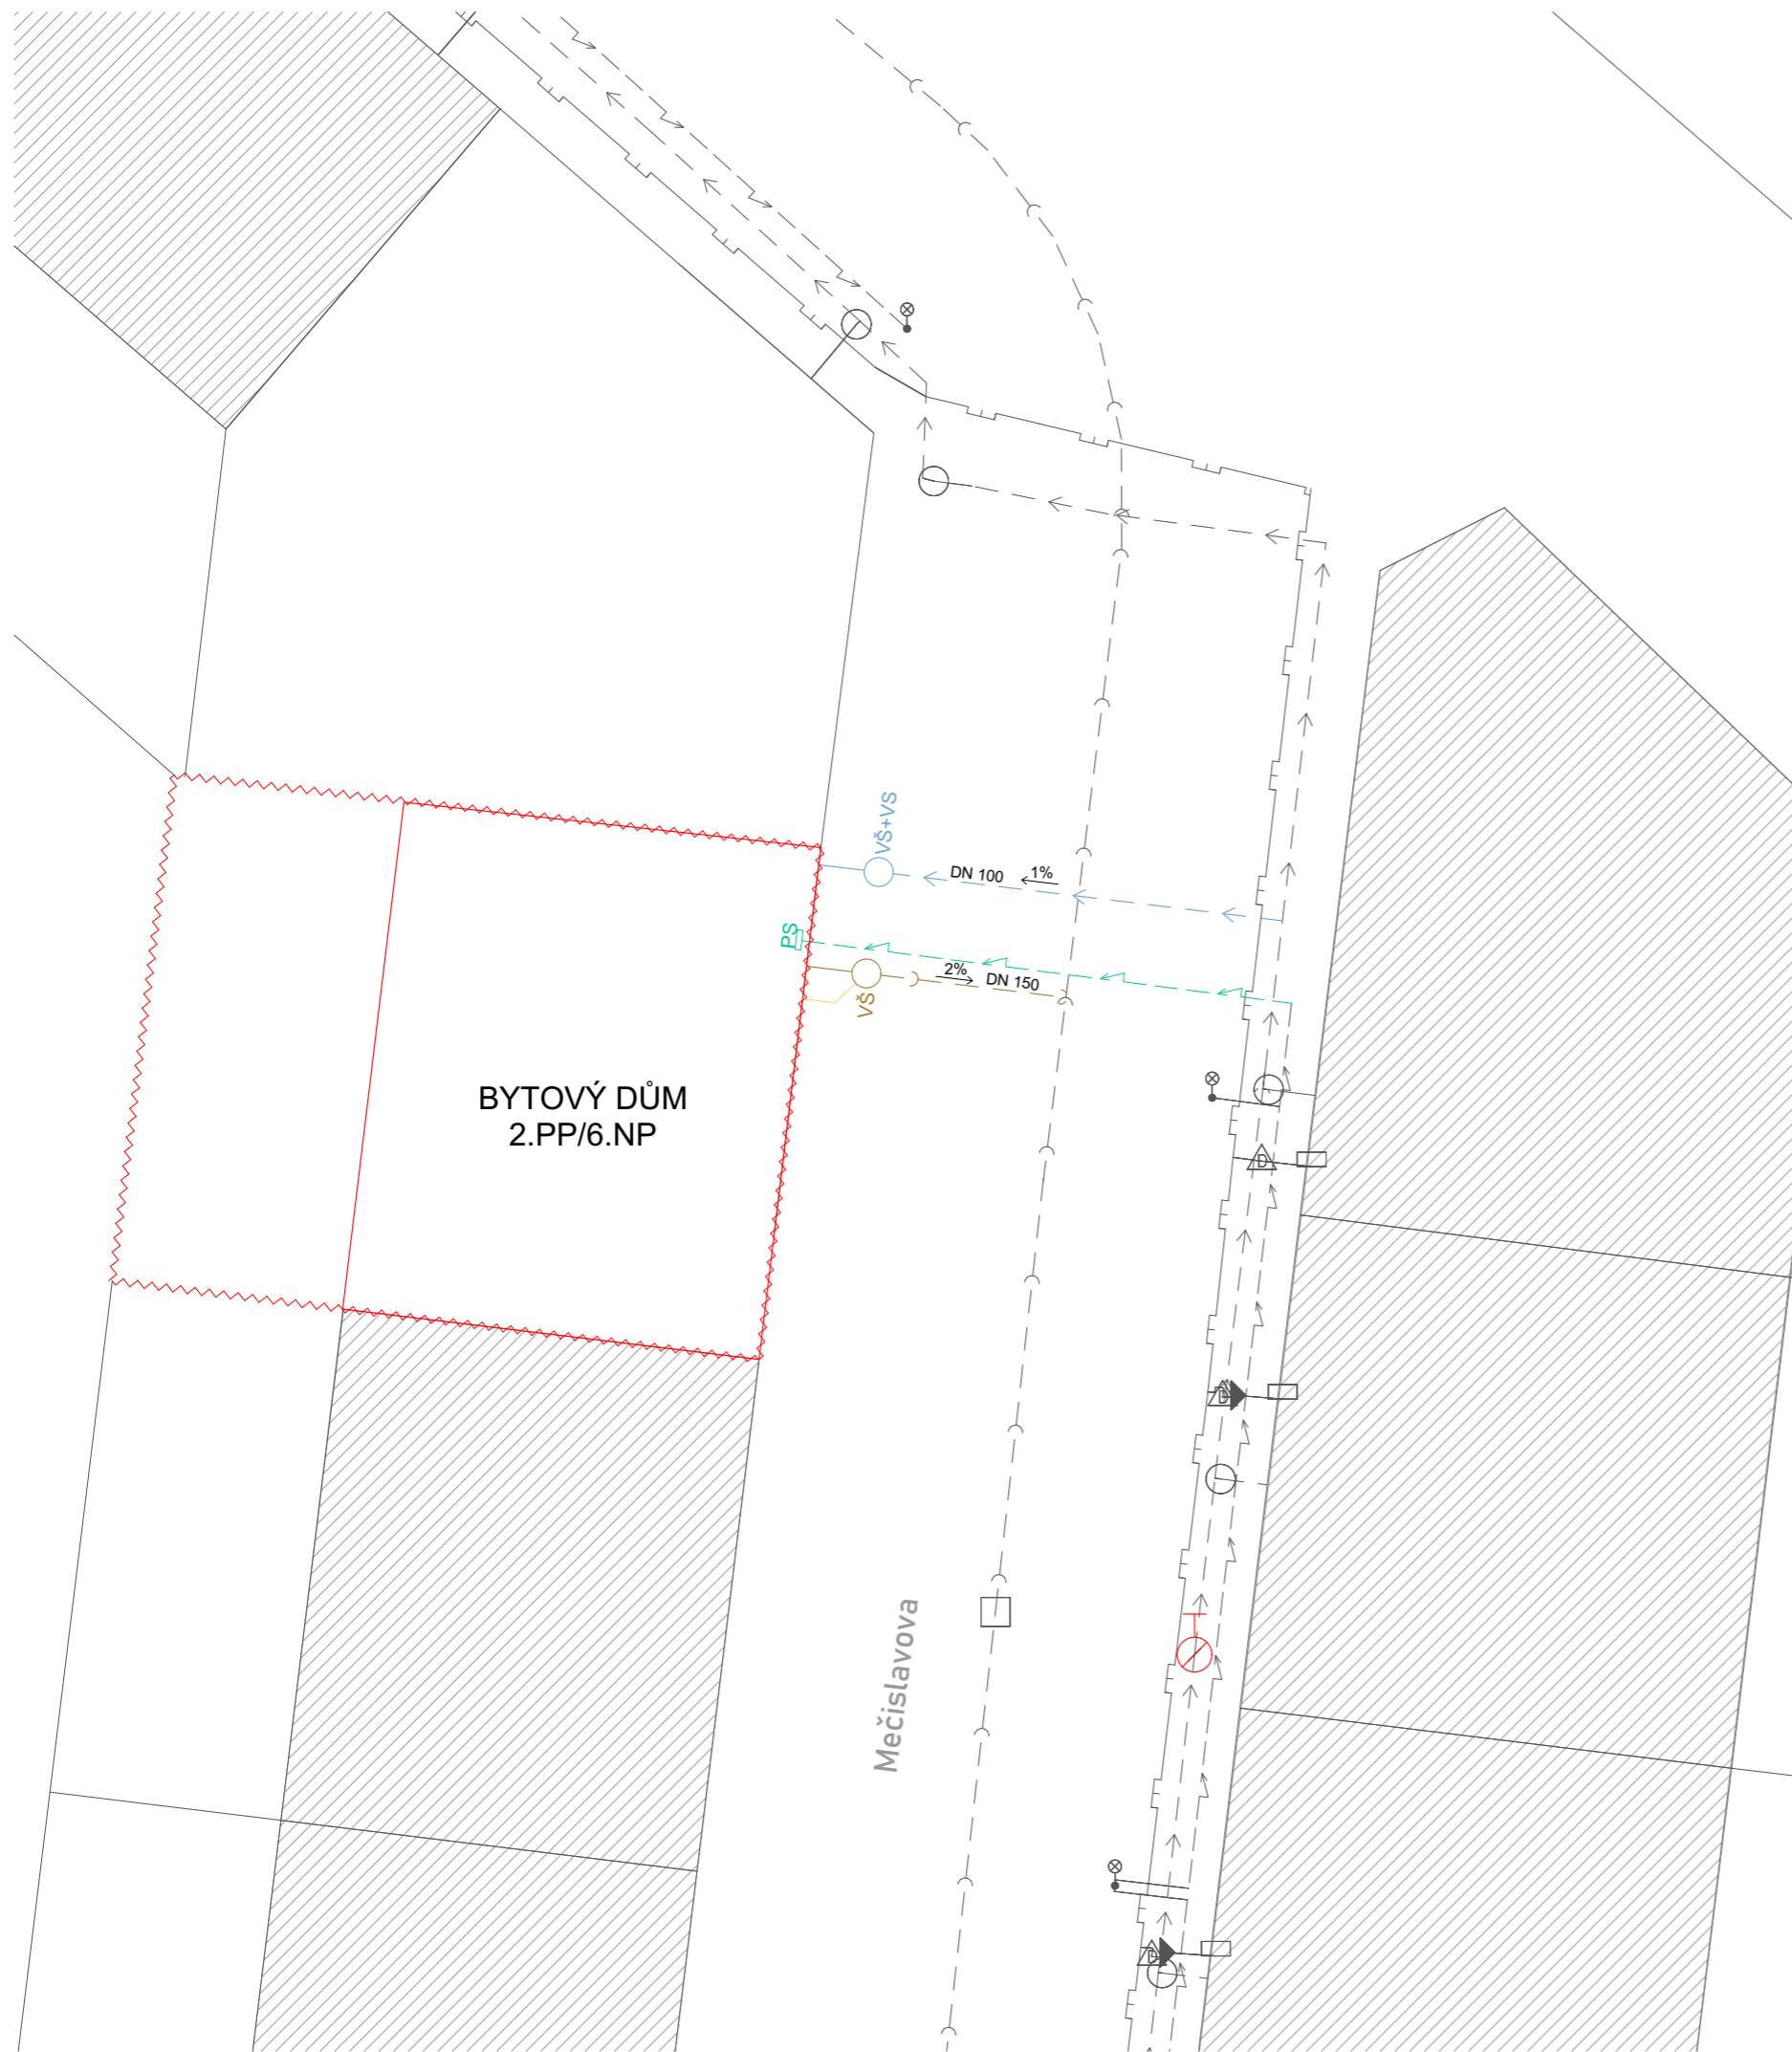 VŠ+VS
DN 100
1%
PS
2%
DN 150
VŠ
BYTOVÝ DŮM
2.PP/6.NP
D
D
Mečislavova
D